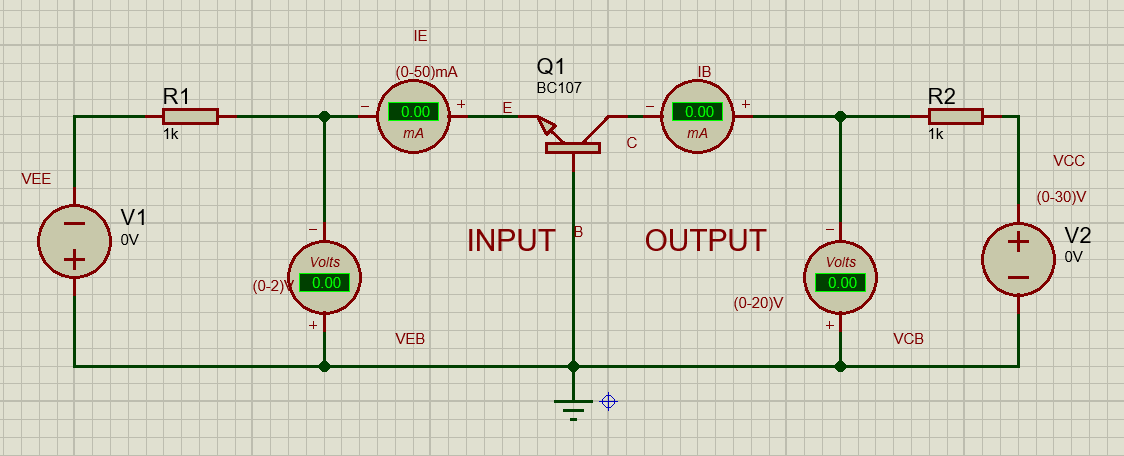 IE
(0-50)mA
Q1
BC107
IB
R1
1k
R2
1k
0.00
mA
0.00
mA
E
C
VCC
VEE
(0-30)V
V1
0V
V2
0V
INPUT
B
OUTPUT
Volts
0.00
(0-2)V
Volts
0.00
(0-20)V
VEB
VCB